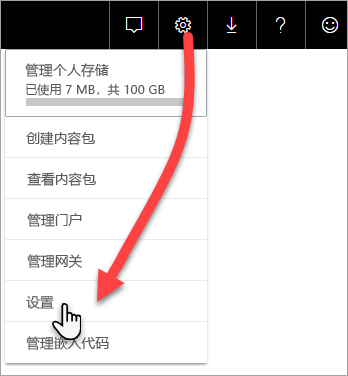 管理个人存储
已使用 7 MB，共 100 GB
创建内容包
查看内容包
管理门户
管理网关
设置
管理嵌入代码